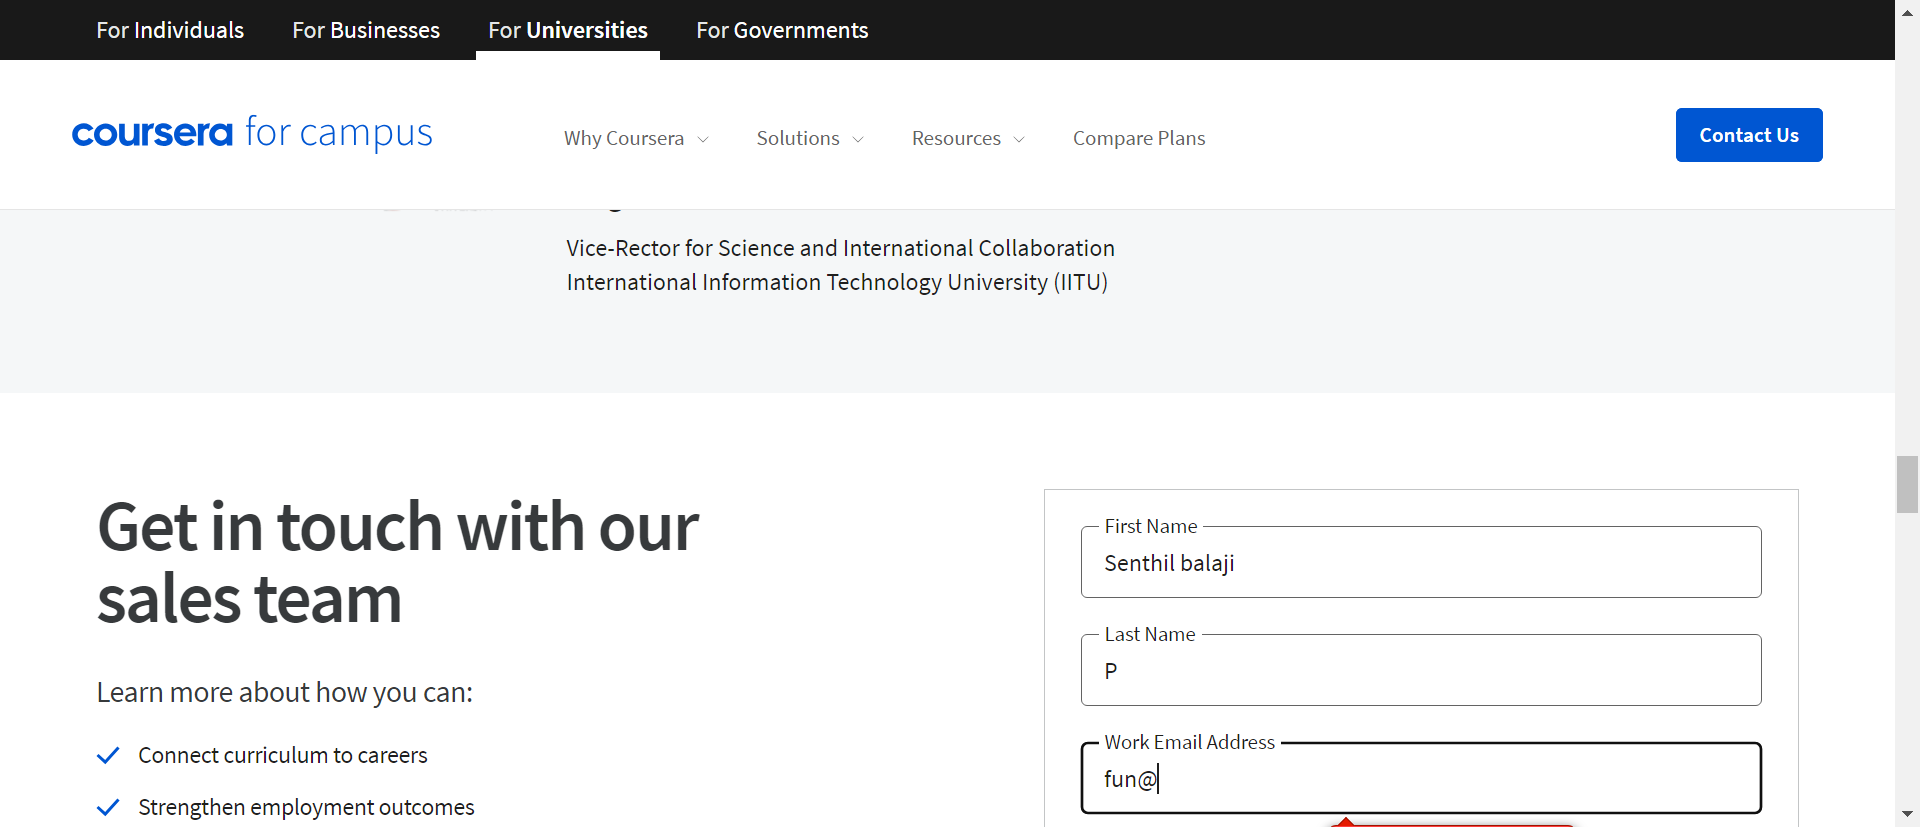 For Individuals
For Businesses
For Universities
For Governments
coursera for campus
Why Coursera
Solutions
Resources
Compare Plans
Contact Us
Vice-Rector for Science and International Collaboration
International Information Technology University (IITU)
Get in touch with our
sales team
Learn more about how you can:
Connect curriculum to careers
Strengthen employment outcomes
First Name
Senthil balaji
Last Name
P
Work Email Address
fun@